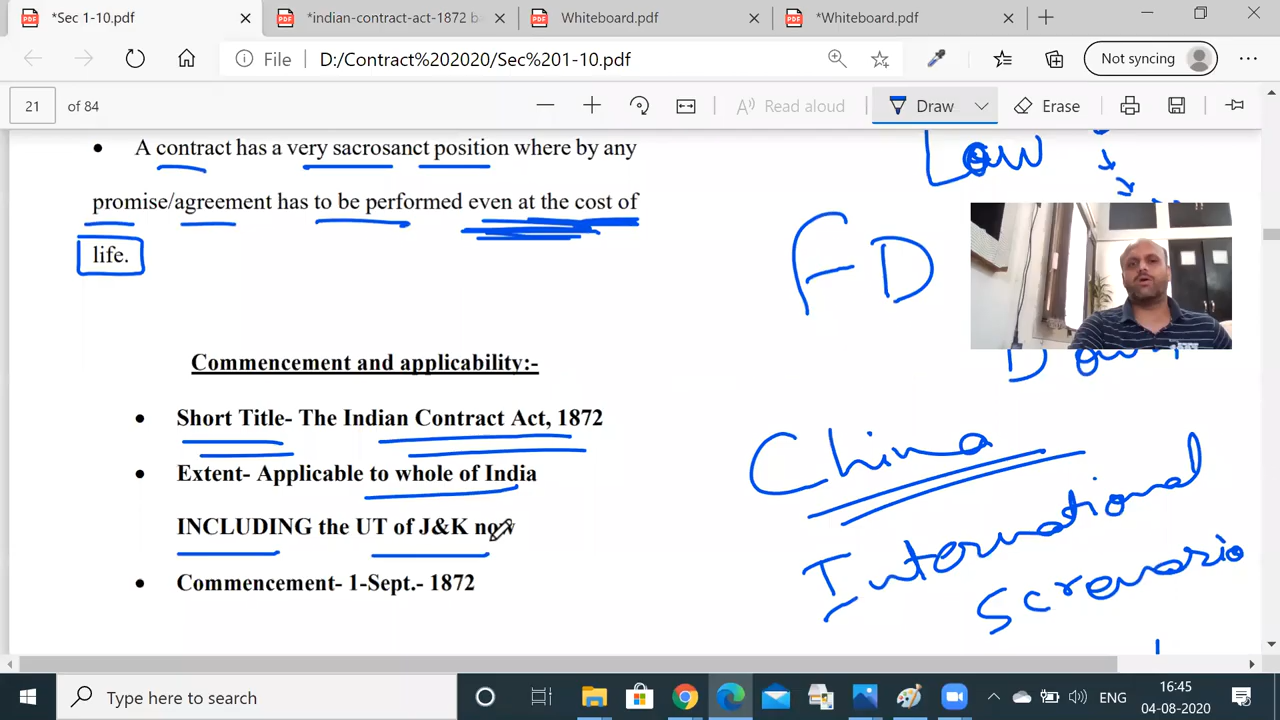 *Sec 1-10.pdf
*indian-contract-act-1872 b
Whiteboard.pdf
*Whiteboard.pdf
File
D:/Contract%202020/Sec%201-10.pdf
Not syncing
21 of 84
Read aloud
Draw
Erase
• A contract has a very sacrosanct position where by any
promise/agreement has to be performed even at the cost of
life.
Law
FD
Commencement and applicability:-
• Short Title- The Indian Contract Act, 1872
• Extent- Applicable to whole of India
INCLUDING the UT of J&K now
• Commencement- 1-Sept.- 1872
China
International
Screnario
Type here to search
ENG
16:45
04-08-2020